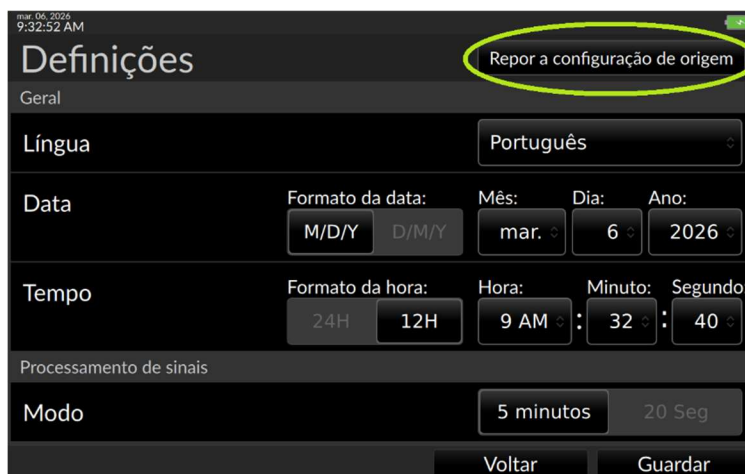 mar. 06, 2026
9:32:52 AM
Definições
Repor a configuração de origem
Geral
Língua
Português
Data
Formato da data:
Mês:
Dia:
Ano:
M/D/Y
D/M/Y
mar.
6
2026
Tempo
Formato da hora:
Hora:
Minuto:
Segundo:
24H
12H
9 AM
:
32
:
40
Processamento de sinais
Modo
5 minutos
20 Seg
Voltar
Guardar